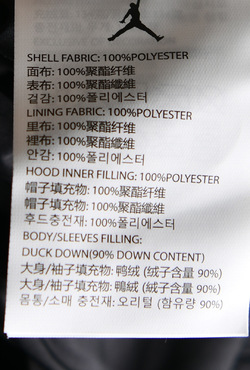 SHELL FABRIC: 100%POLYESTER
面布: 100%聚酯纤维
表布: 100%聚酯纖維
겉감: 100%폴리에스터
LINING FABRIC: 100%POLYESTER
里布: 100%聚酯纤维
裡布: 100%聚酯纖維
안감: 100%폴리에스터
HOOD INNER FILLING: 100%POLYESTER
帽子填充物: 100%聚酯纤维
帽子填充物: 100%聚酯纖維
후드충전재: 100%폴리에스터
BODY/SLEEVES FILLING:
DUCK DOWN(90% DOWN CONTENT)
大身/袖子填充物: 鸭绒 (绒子含量 90%)
大身/袖子填充物: 鴨絨 (絨子含量 90%)
몸통/소매 충전재: 오리털 (함유량 90%)